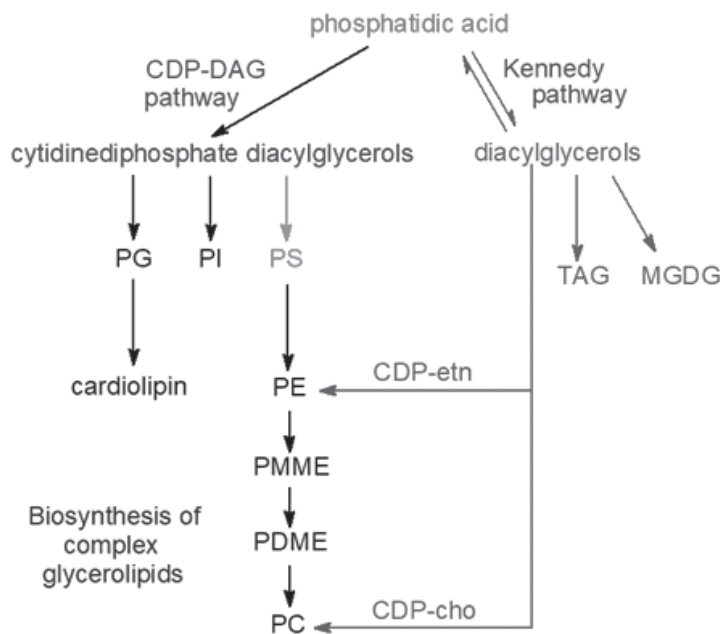 phosphatidic acid
CDP-DAG
pathway
Kennedy
pathway
cytidinediphosphate diacylglycerols
diacylglycerols
PG
PI
PS
TAG
MGDG
cardiolipin
PE
CDP-etn
PMME
Biosynthesis of
complex
glycerolipids
PDME
PC
CDP-cho